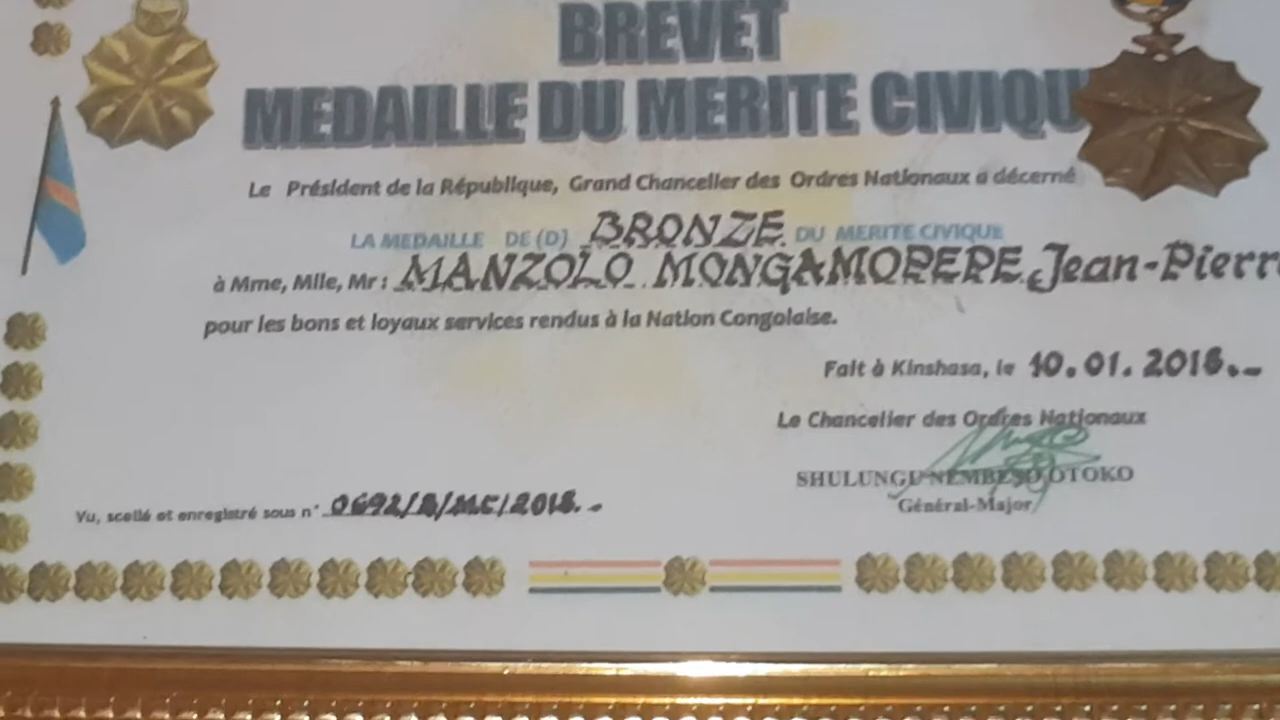 BREVET
MEDAILLE DU MERITE CIVIQU
Le Président de la République, Grand Chancelier des Ordres Nationaux a décerné
LA MEDAILLE DE (D) BRONZE DU MERITE CIVIQUE
à Mme, Mlle, Mr : MANZOLO MONGAMOPEPE Jean-Pierr
pour les bons et loyaux services rendus à la Nation Congolaise.
Fait à Kinshasa, le 10.01.2018.-
Le Chancelier des Ordres Nationaux
SHULUNGU NEMBESO OTOKO
Général-Major
Vu, scellé et enregistré sous n° 0692/B/MC/2018.-